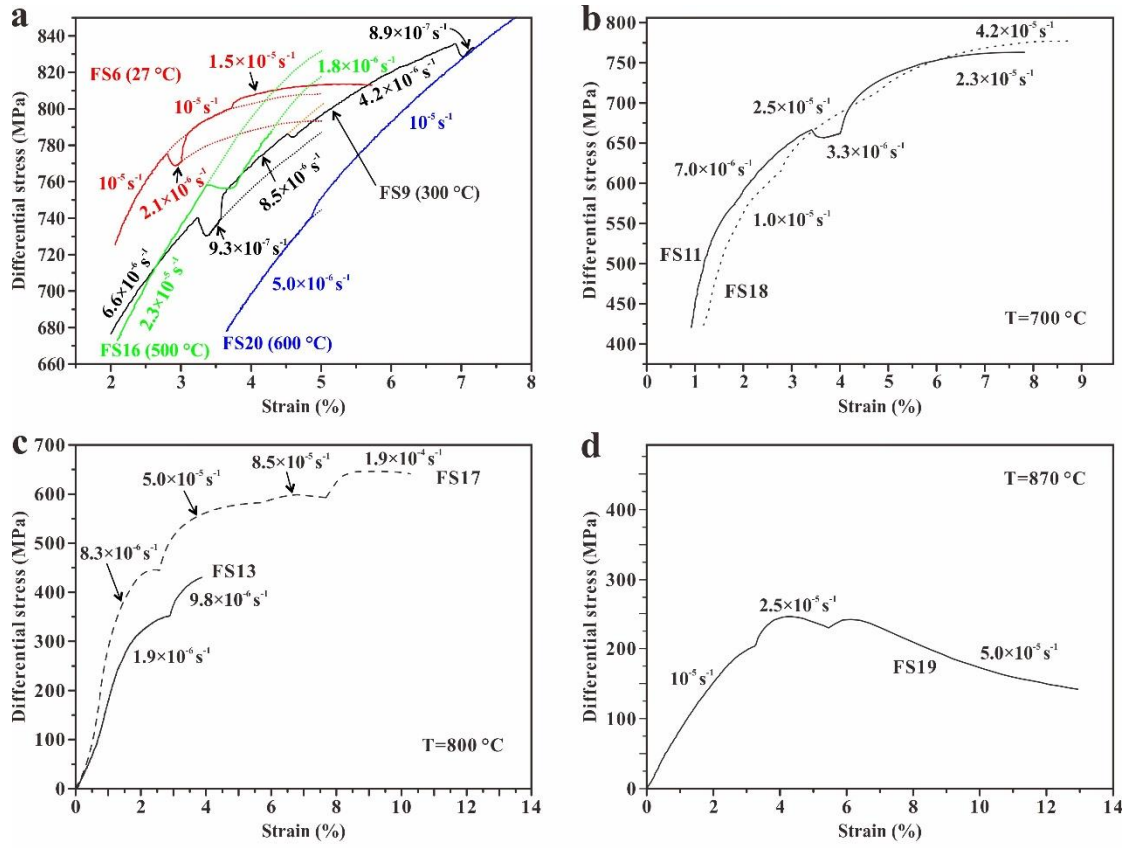 a
Differential stress (MPa)
840
820
800
780
760
740
720
700
680
660
2 3 4 5 6 7 8
Strain (%)
8.9×10⁻⁷ s⁻¹
1.5×10⁻⁵ s⁻¹
1.8×10⁻⁶ s⁻¹
FS6 (27 °C)
10⁻⁵ s⁻¹
4.2×10⁻⁶ s⁻¹
10⁻⁵ s⁻¹
10⁻⁵ s⁻¹
2.1×10⁻⁶ s⁻¹
8.5×10⁻⁶ s⁻¹
FS9 (300 °C)
9.3×10⁻⁷ s⁻¹
6.6×10⁻⁶ s⁻¹
2.3×10⁻⁵ s⁻¹
5.0×10⁻⁶ s⁻¹
FS16 (500 °C)
FS20 (600 °C)
b
Differential stress (MPa)
800
750
700
650
600
550
500
450
400
0 1 2 3 4 5 6 7 8 9
Strain (%)
4.2×10⁻⁵ s⁻¹
2.3×10⁻⁵ s⁻¹
2.5×10⁻⁵ s⁻¹
3.3×10⁻⁶ s⁻¹
7.0×10⁻⁶ s⁻¹
1.0×10⁻⁵ s⁻¹
FS11
FS18
T=700 °C
c
Differential stress (MPa)
700
600
500
400
300
200
100
0
0 2 4 6 8 10 12 14
Strain (%)
8.5×10⁻⁵ s⁻¹
1.9×10⁻⁴ s⁻¹
5.0×10⁻⁵ s⁻¹
FS17
8.3×10⁻⁶ s⁻¹
FS13
9.8×10⁻⁶ s⁻¹
1.9×10⁻⁶ s⁻¹
T=800 °C
d
Differential stress (MPa)
400
300
250
200
150
100
50
0
0 2 4 6 8 10 12 14
Strain (%)
T=870 °C
2.5×10⁻⁵ s⁻¹
10⁻⁵ s⁻¹
FS19
5.0×10⁻⁵ s⁻¹